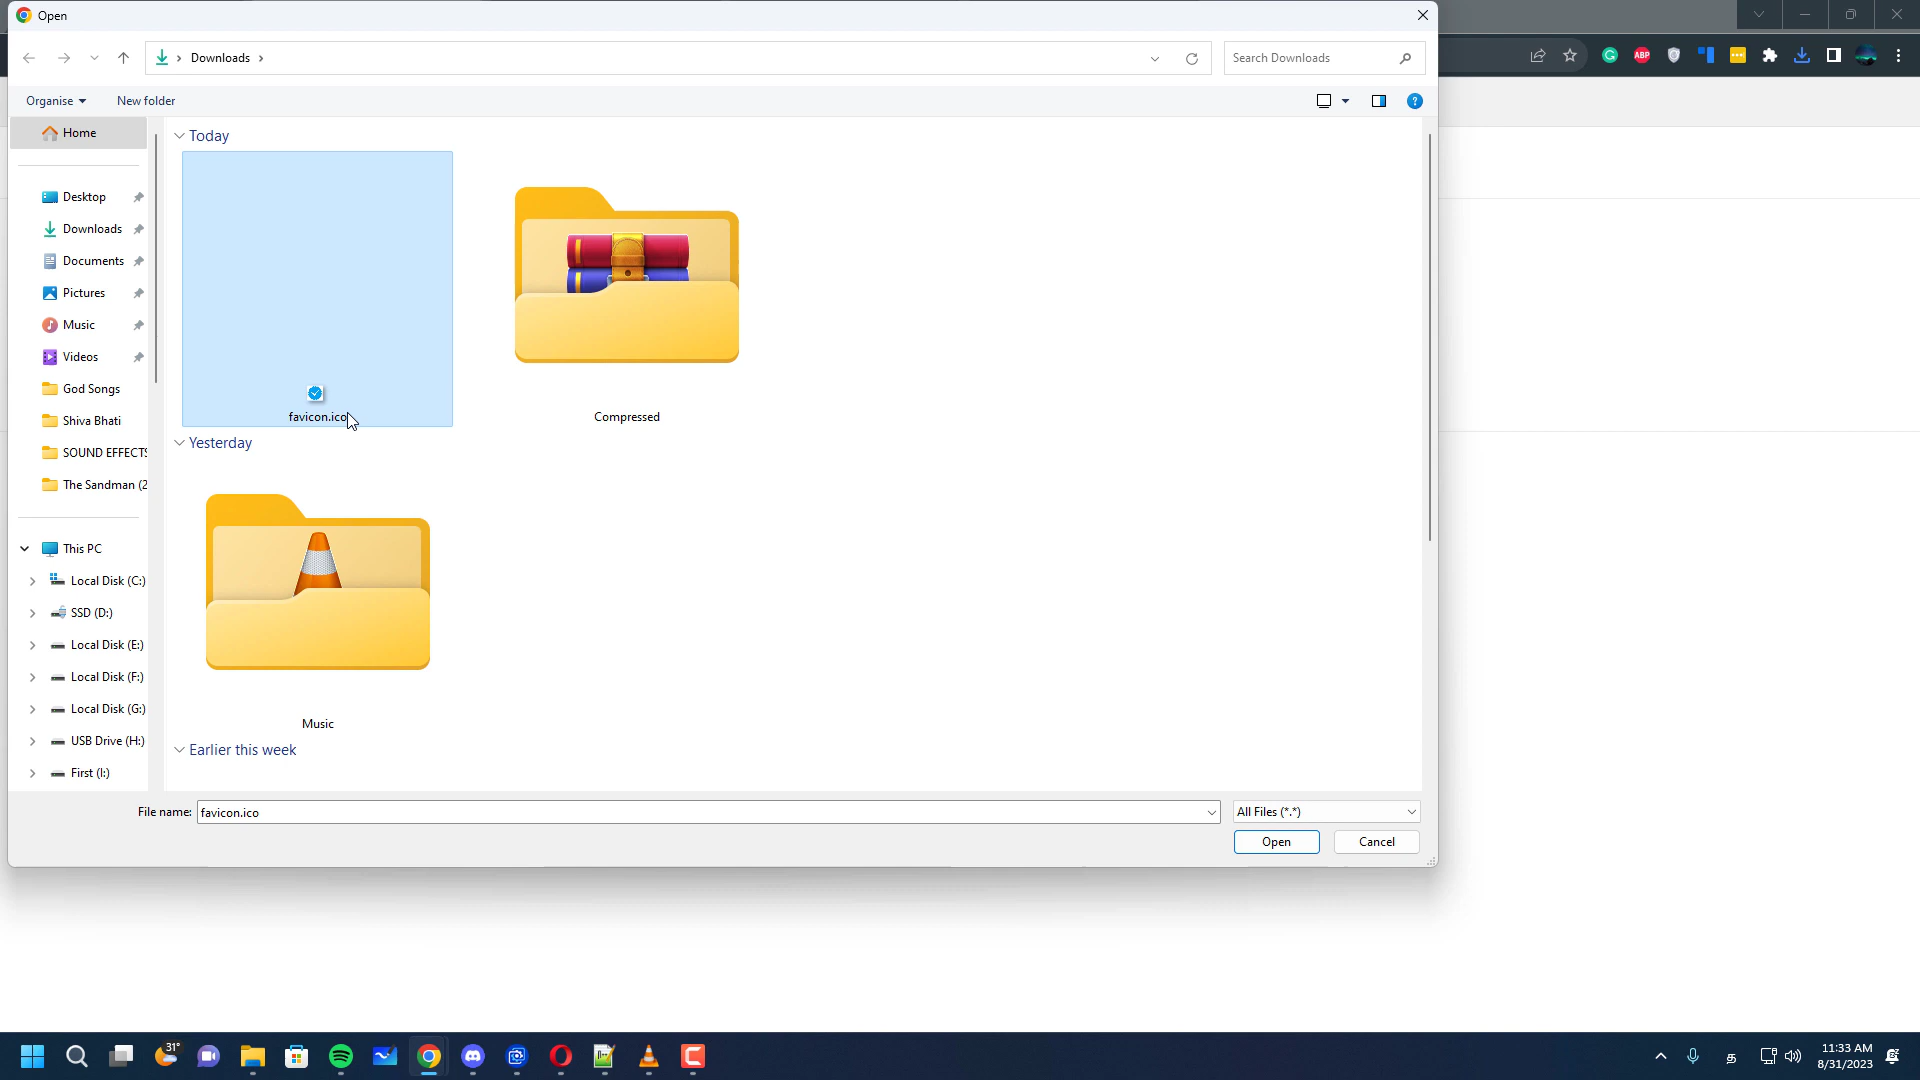 Open
Downloads
Search Downloads
ABP
Organise
New folder
?
Home
Today
Desktop
Downloads
Documents
Pictures
Music
Videos
God Songs
Shiva Bhati
SOUND EFFECTS
The Sandman (2
favicon.ico
Compressed
Yesterday
This PC
Local Disk (C:)
SSD (D:)
Local Disk (E:)
Local Disk (F:)
Local Disk (G:)
USB Drive (H:)
First (I:)
Music
Earlier this week
File name:
favicon.ico
All Files (*.*)
Open
Cancel
31°
த
11:33 AM
8/31/2023